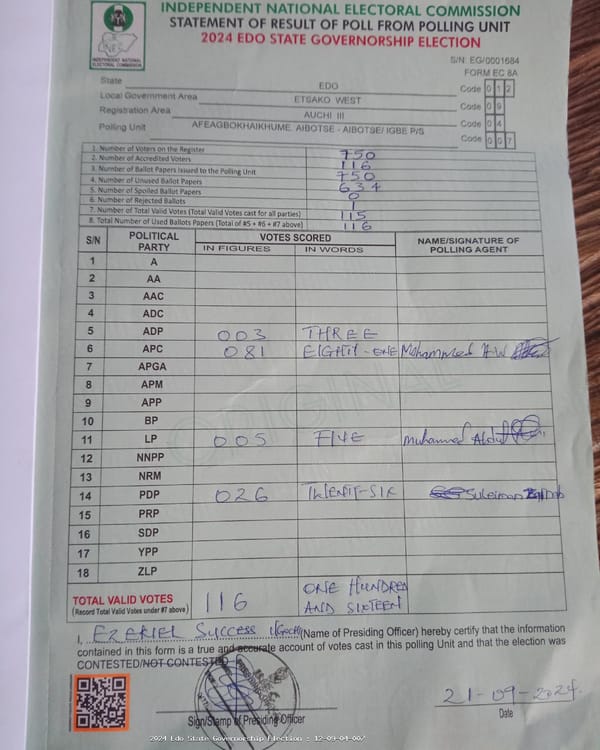 INDEPENDENT NATIONAL ELECTORAL COMMISSION
STATEMENT OF RESULT OF POLL FROM POLLING UNIT
2024 EDO STATE GOVERNORSHIP ELECTION
INDEPENDENT NATIONAL ELECTORAL COMMISSION
S/N: EG/0001684
FORM EC 8A
State EDO Code 0 1 2
Local Government Area ETSAKO WEST Code 0 9
Registration Area AUCHI III Code 0 4
Polling Unit AFEAGBOKHAIKHUME, AIBOTSE - AIBOTSE/ IGBE P/S Code 0 0 7
1. Number of Voters on the Register 750
2. Number of Accredited Voters 116
3. Number of Ballot Papers Issued to the Polling Unit 750
4. Number of Unused Ballot Papers 634
5. Number of Spoiled Ballot Papers 0
6. Number of Rejected Ballots 1
7. Number of Total Valid Votes (Total Valid Votes cast for all parties) 115
8. Total Number of Used Ballots Papers (Total of #5 + #6 + #7 above) 116
S/N POLITICAL PARTY VOTES SCORED NAME/SIGNATURE OF POLLING AGENT
IN FIGURES IN WORDS
1 A
2 AA
3 AAC
4 ADC
5 ADP 003 THREE
6 APC 081 EIGHTY-ONE Mohammed
7 APGA
8 APM
9 APP
10 BP
11 LP 005 FIVE Muhammed Abdul
12 NNPP
13 NRM
14 PDP 026 TWENTY-SIX Suleiman
15 PRP
16 SDP
17 YPP
18 ZLP
TOTAL VALID VOTES 116 ONE HUNDRED
(Record Total Valid Votes under #7 above) AND SIXTEEN
I, EZEKIEL SUCCESS (Name of Presiding Officer) hereby certify that the information
contained in this form is a true and accurate account of votes cast in this polling Unit and that the election was
CONTESTED/NOT CONTESTED
21-09-2024
Sign/Stamp of Presiding Officer Date
2024 Edo State Governorship Election : 12-09-04-007